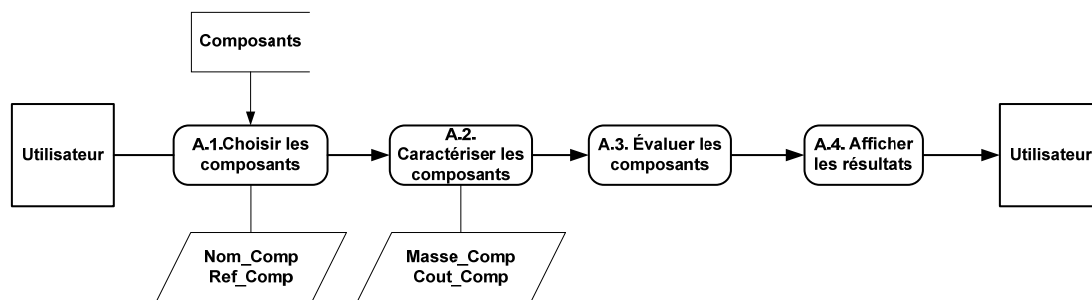 Composants
Utilisateur
A.1.Choisir les
composants
A.2.
Caractériser les
composants
A.3. Évaluer les
composants
A.4. Afficher
les résultats
Utilisateur
Nom_Comp
Ref_Comp
Masse_Comp
Cout_Comp